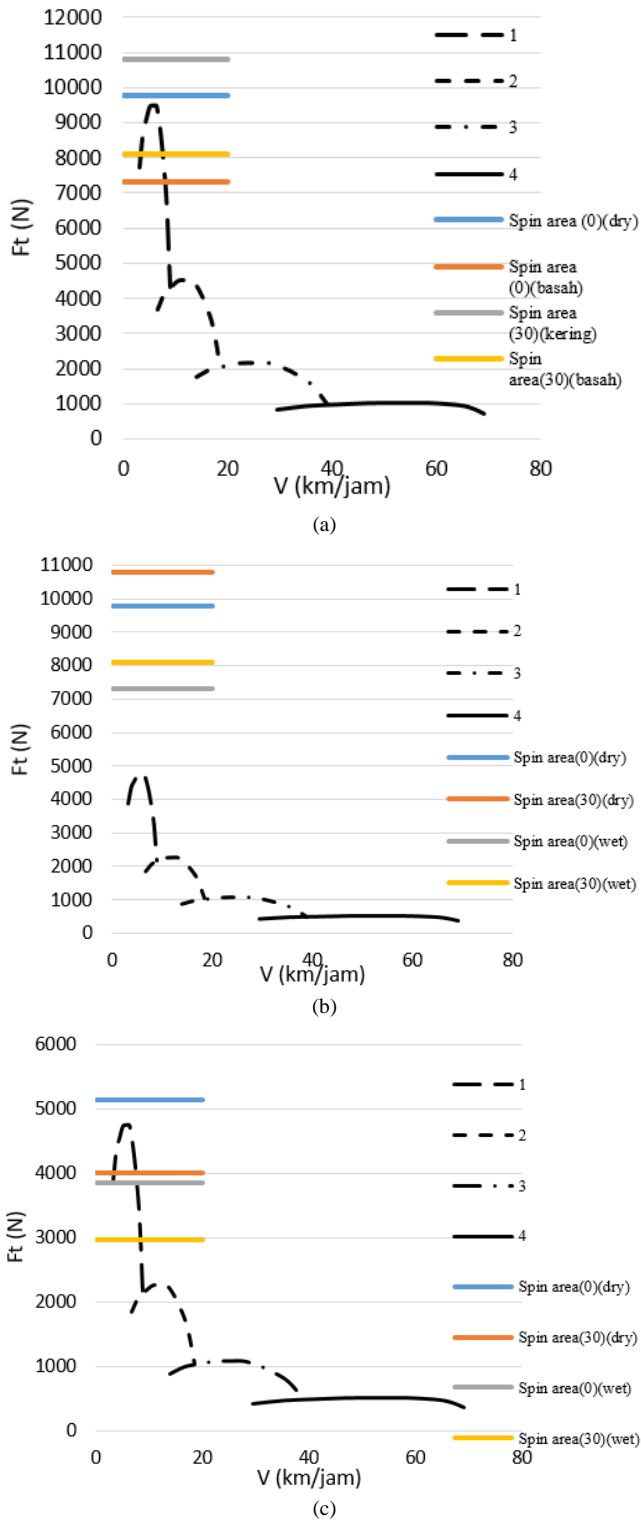 12000
11000
10000
9000
8000
7000
6000
5000
4000
3000
2000
1000
0
Ft (N)
0 20 40 60 80
V (km/jam)
1
2
3
4
Spin area (0)(dry)
Spin area
(0)(basah)
Spin area
(30)(kering)
Spin
area(30)(basah)
(a)
11000
10000
9000
8000
7000
6000
5000
4000
3000
2000
1000
0
Ft (N)
0 20 40 60 80
V (km/jam)
1
2
3
4
Spin area(0)(dry)
Spin area(30)(dry)
Spin area(0)(wet)
Spin area(30)(wet)
(b)
6000
5000
4000
3000
2000
1000
0
Ft (N)
0 20 40 60 80
V (km/jam)
1
2
3
4
Spin area(0)(dry)
Spin area(30)(dry)
Spin area(0)(wet)
Spin area(30)(wet)
(c)